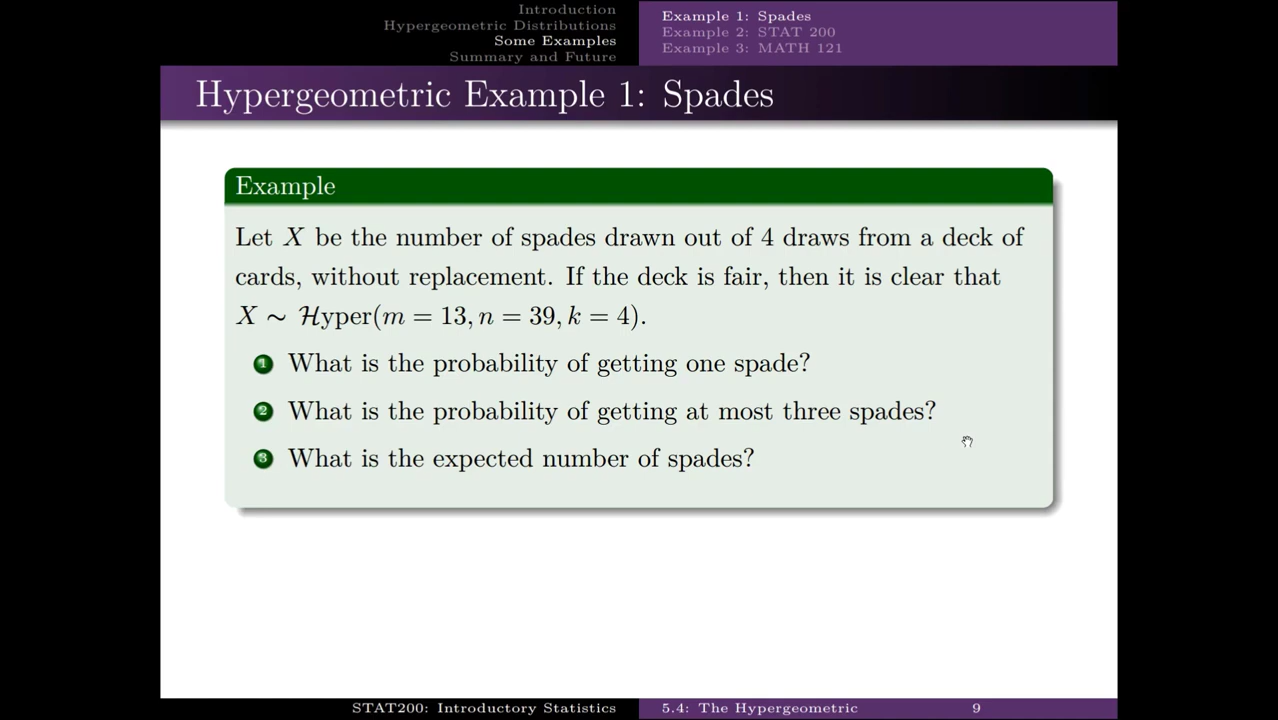 Introduction
Hypergeometric Distributions
Some Examples
Summary and Future
Example 1: Spades
Example 2: STAT 200
Example 3: MATH 121
Hypergeometric Example 1: Spades
Example
Let X be the number of spades drawn out of 4 draws from a deck of
cards, without replacement. If the deck is fair, then it is clear that
X ∼ ℋyper(m = 13, n = 39, k = 4).
1 What is the probability of getting one spade?
2 What is the probability of getting at most three spades?
3 What is the expected number of spades?
STAT200: Introductory Statistics
5.4: The Hypergeometric
9